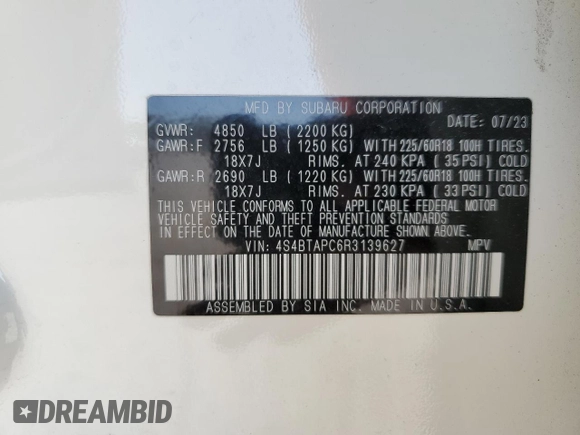 MFD BY SUBARU CORPORATION
DATE: 07/23
GVWR: 4850 LB (2200 KG)
GAWR:F 2756 LB (1250 KG) WITH 225/60R18 100H TIRES.
18X7J RIMS. AT 240 KPA (35 PSI) COLD
GAWR:R 2690 LB (1220 KG) WITH 225/60R18 100H TIRES.
18X7J RIMS. AT 230 KPA (33 PSI) COLD
THIS VEHICLE CONFORMS TO ALL APPLICABLE FEDERAL MOTOR
VEHICLE SAFETY AND THEFT PREVENTION STANDARDS
IN EFFECT ON THE DATE OF MANUFACTURE SHOWN ABOVE.
VIN: 4S4BTAPC6R3139627 MPV
ASSEMBLED BY SIA INC. MADE IN U.S.A.
DREAMBID